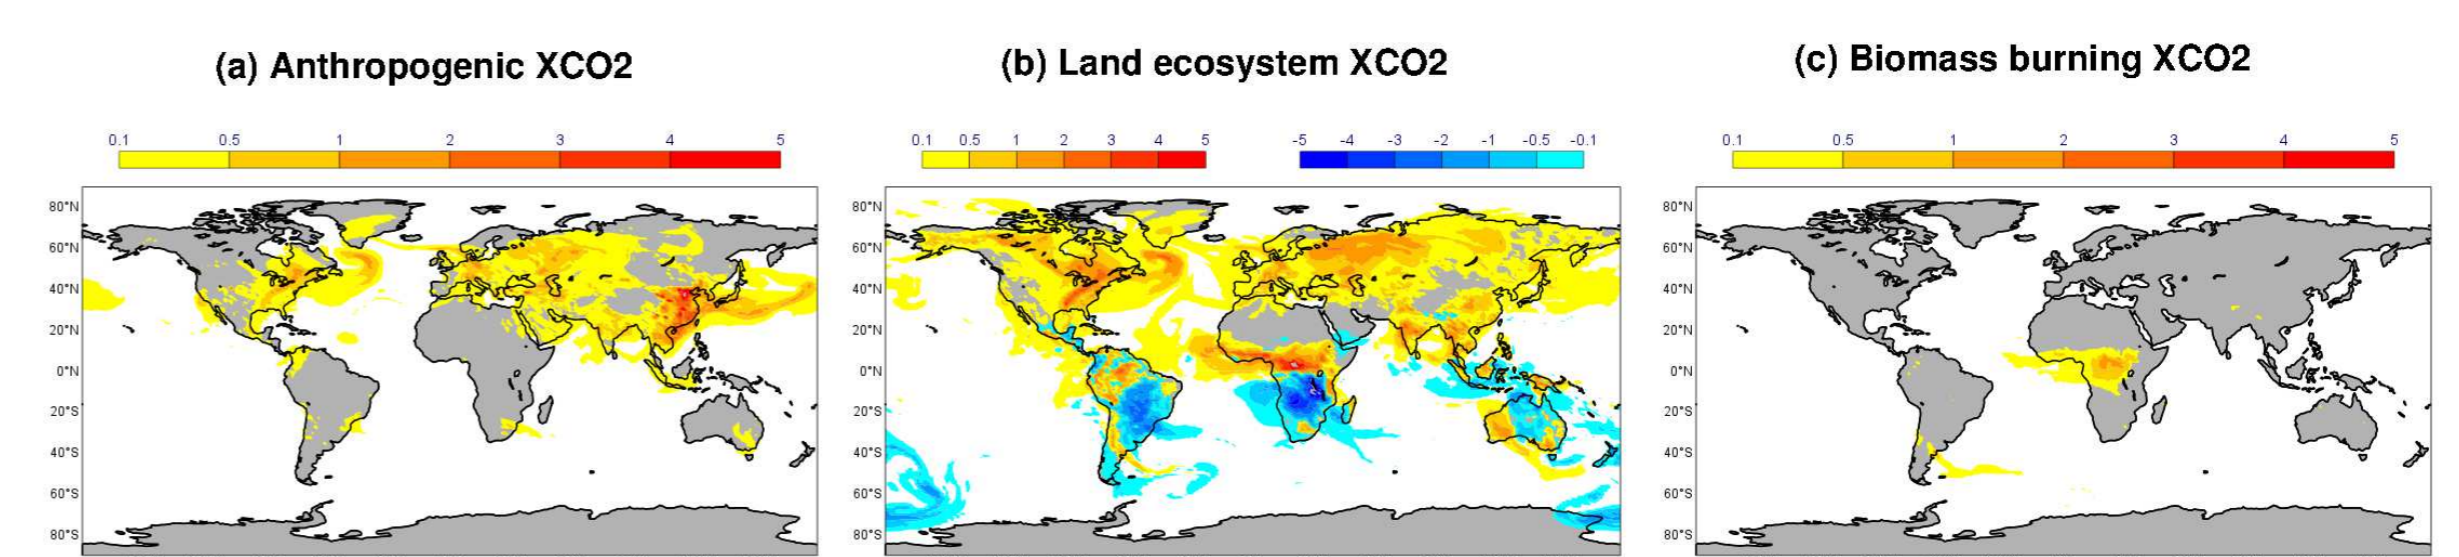 (a) Anthropogenic XCO2
0.1 0.5 1 2 3 4 5
80°N
60°N
40°N
20°N
0°N
20°S
40°S
60°S
80°S
(b) Land ecosystem XCO2
0.1 0.5 1 2 3 4 5 -5 -4 -3 -2 -1 -0.5 -0.1
80°N
60°N
40°N
20°N
0°N
20°S
40°S
60°S
80°S
(c) Biomass burning XCO2
0.1 0.5 1 2 3 4 5
80°N
60°N
40°N
20°N
0°N
20°S
40°S
60°S
80°S